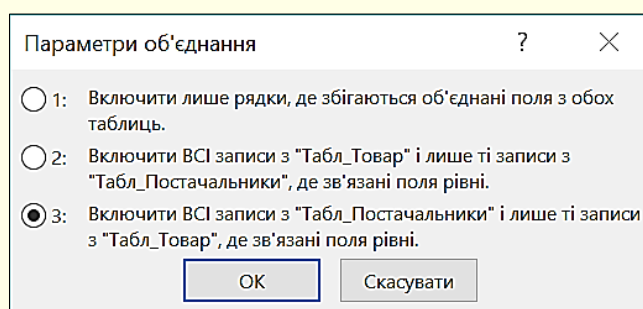 Параметри об'єднання ?
1: Включити лише рядки, де збігаються об'єднані поля з обох
таблиць.
2: Включити ВСІ записи з "Табл_Товар" і лише ті записи з
"Табл_Постачальники", де зв'язані поля рівні.
3: Включити ВСІ записи з "Табл_Постачальники" і лише ті записи
з "Табл_Товар", де зв'язані поля рівні.
ОК Скасувати